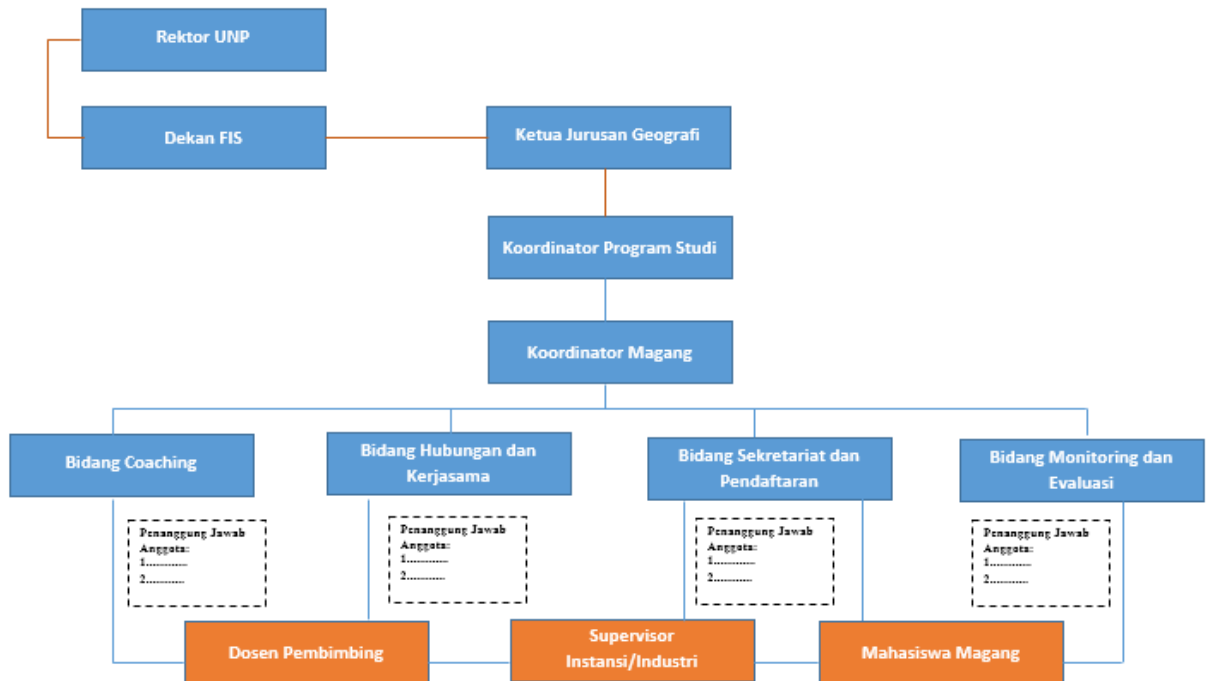 Rektor UNP
Dekan FIS
Ketua Jurusan Geografi
Koordinator Program Studi
Koordinator Magang
Bidang Coaching
Bidang Hubungan dan
Kerjasama
Bidang Sekretariat dan
Pendaftaran
Bidang Monitoring dan
Evaluasi
Penanggung Jawab
Anggota:
1............
2...........
Penanggung Jawab
Anggota:
1.............
2...........
Penanggung Jawab
Anggota:
1..............
2............
Penanggung Jawab
Anggota:
1..............
2.............
Dosen Pembimbing
Supervisor
Instansi/Industri
Mahasiswa Magang